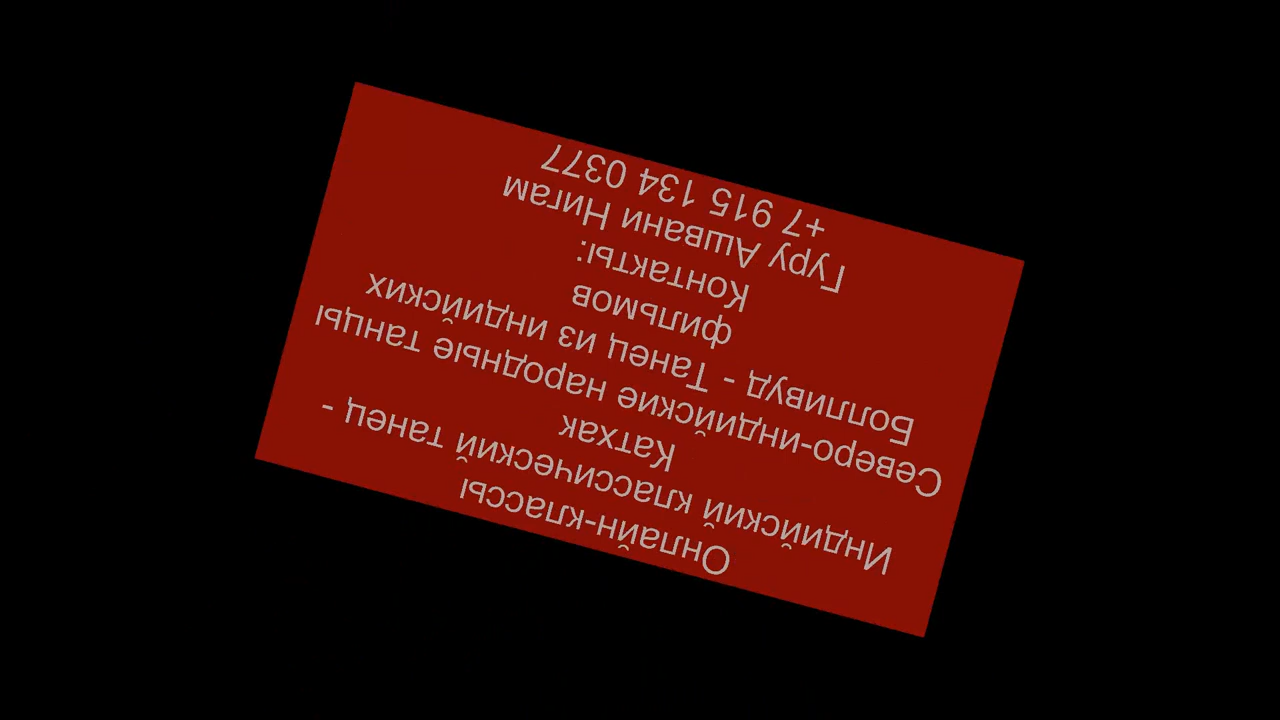 Онлайн-классы
Индийский классический танец -
Катхак
Северо-индийские народные танцы
Болливуд - Танец из индийских
фильмов
Контакты:
Гуру Ашвани Нигам
+7 915 134 0377